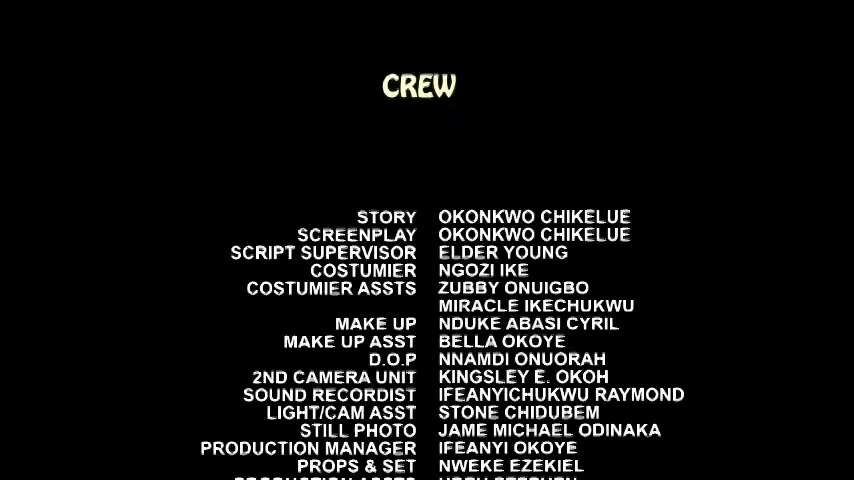 CREW
STORY OKONKWO CHIKELUE
SCREENPLAY OKONKWO CHIKELUE
SCRIPT SUPERVISOR ELDER YOUNG
COSTUMIER NGOZI IKE
COSTUMIER ASSTS ZUBBY ONUIGBO
MIRACLE IKECHUKWU
MAKE UP NDUKE ABASI CYRIL
MAKE UP ASST BELLA OKOYE
D.O.P NNAMDI ONUORAH
2ND CAMERA UNIT KINGSLEY E. OKOH
SOUND RECORDIST IFEANYICHUKWU RAYMOND
LIGHT/CAM ASST STONE CHIDUBEM
STILL PHOTO JAME MICHAEL ODINAKA
PRODUCTION MANAGER IFEANYI OKOYE
PROPS & SET NWEKE EZEKIEL